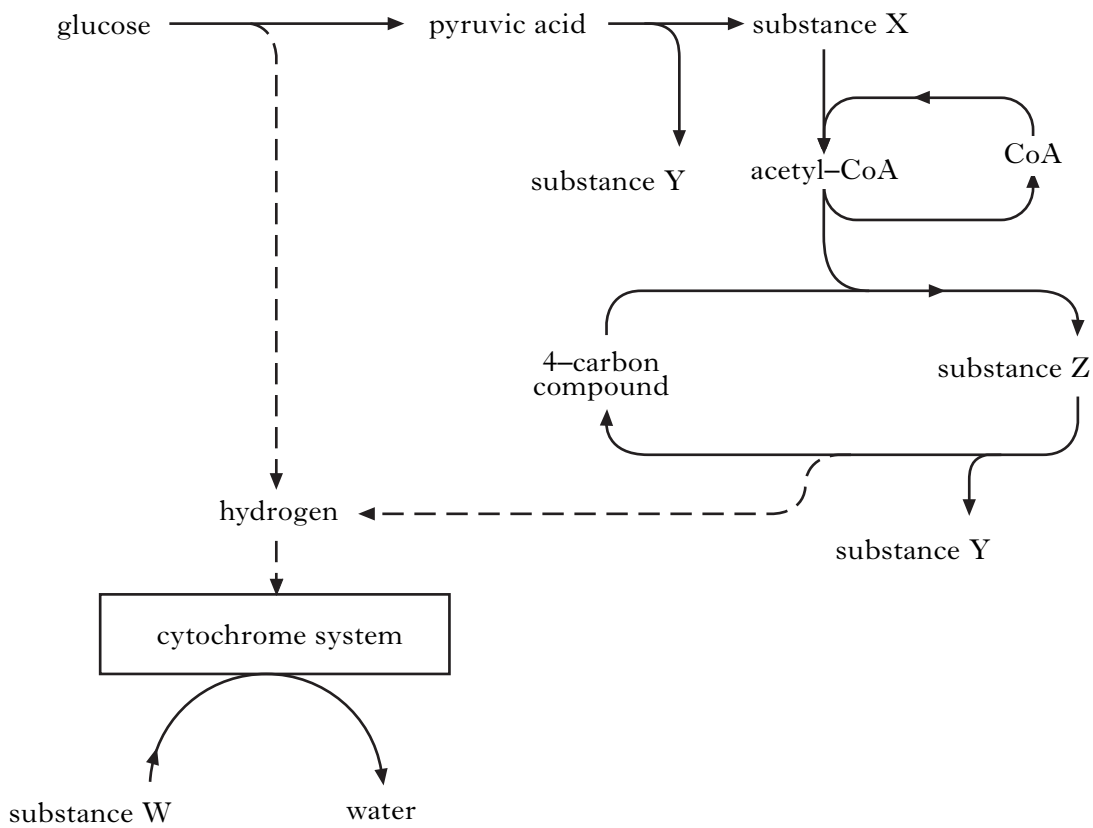 glucose
pyruvic acid
substance X
substance Y
acetyl–CoA
CoA
4–carbon
compound
substance Z
hydrogen
substance Y
cytochrome system
substance W
water